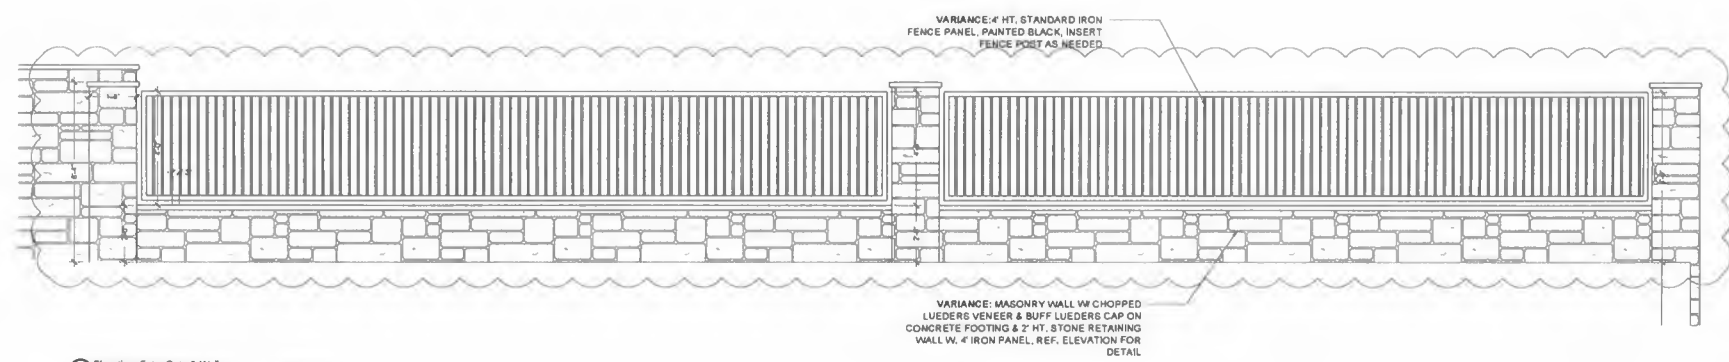 VARIANCE: 4' HT. STANDARD IRON
FENCE PANEL, PAINTED BLACK, INSERT
FENCE POST AS NEEDED
VARIANCE: MASONRY WALL W/ CHOPPED
LUEDERS VENEER & BUFF LUEDERS CAP ON
CONCRETE FOOTING & 2' HT. STONE RETAINING
WALL W. 4' IRON PANEL, REF. ELEVATION FOR
DETAIL